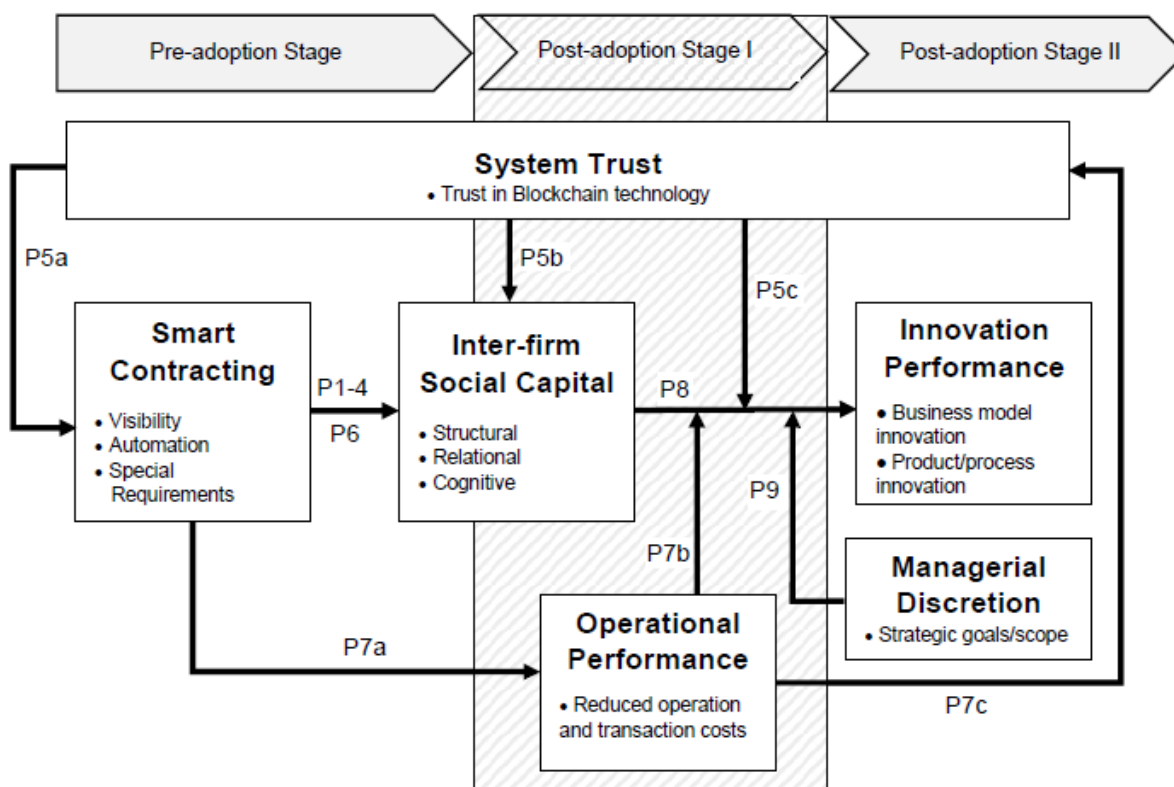 Pre-adoption Stage
Post-adoption Stage I
Post-adoption Stage II
System Trust
• Trust in Blockchain technology
P5a
P5b
P5c
Smart
Contracting
• Visibility
• Automation
• Special
Requirements
P1-4
P6
Inter-firm
Social Capital
• Structural
• Relational
• Cognitive
P8
Innovation
Performance
• Business model
innovation
• Product/process
innovation
P9
P7b
Managerial
Discretion
• Strategic goals/scope
P7a
Operational
Performance
• Reduced operation
and transaction costs
P7c